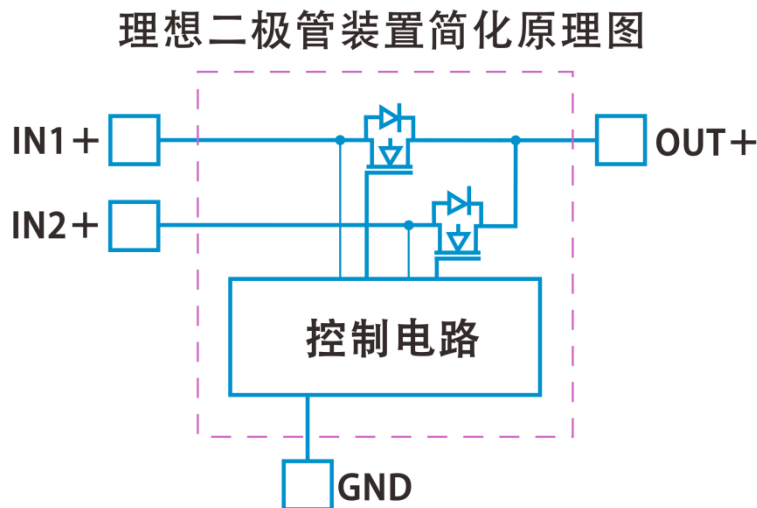 理想二极管装置简化原理图
IN1+
OUT+
IN2+
控制电路
GND